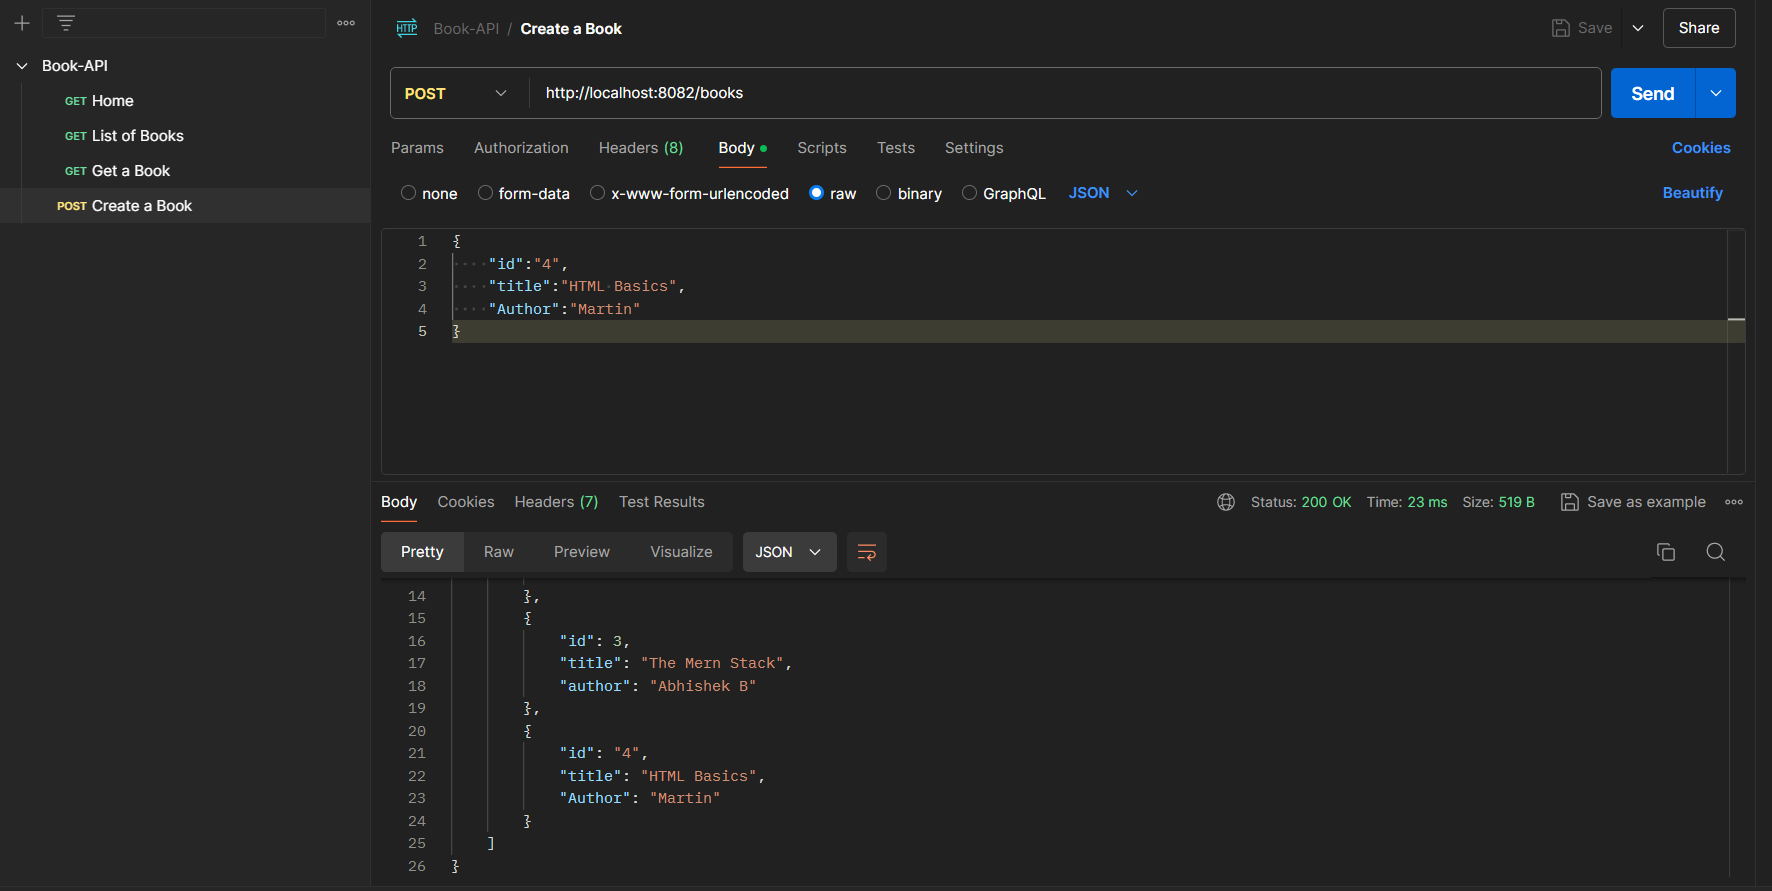 Book-API
GET Home
GET List of Books
GET Get a Book
POST Create a Book
HTTP Book-API / Create a Book
Save
Share
POST http://localhost:8082/books
Send
Params Authorization Headers (8) Body Scripts Tests Settings Cookies
none form-data x-www-form-urlencoded raw binary GraphQL JSON Beautify
1 {
2 "id":"4",
3 "title":"HTML Basics",
4 "Author":"Martin"
5 }
Body Cookies Headers (7) Test Results Status: 200 OK Time: 23 ms Size: 519 B Save as example
Pretty Raw Preview Visualize JSON
14 },
15 {
16 "id": 3,
17 "title": "The Mern Stack",
18 "author": "Abhishek B"
19 },
20 {
21 "id": "4",
22 "title": "HTML Basics",
23 "Author": "Martin"
24 }
25 ]
26 }